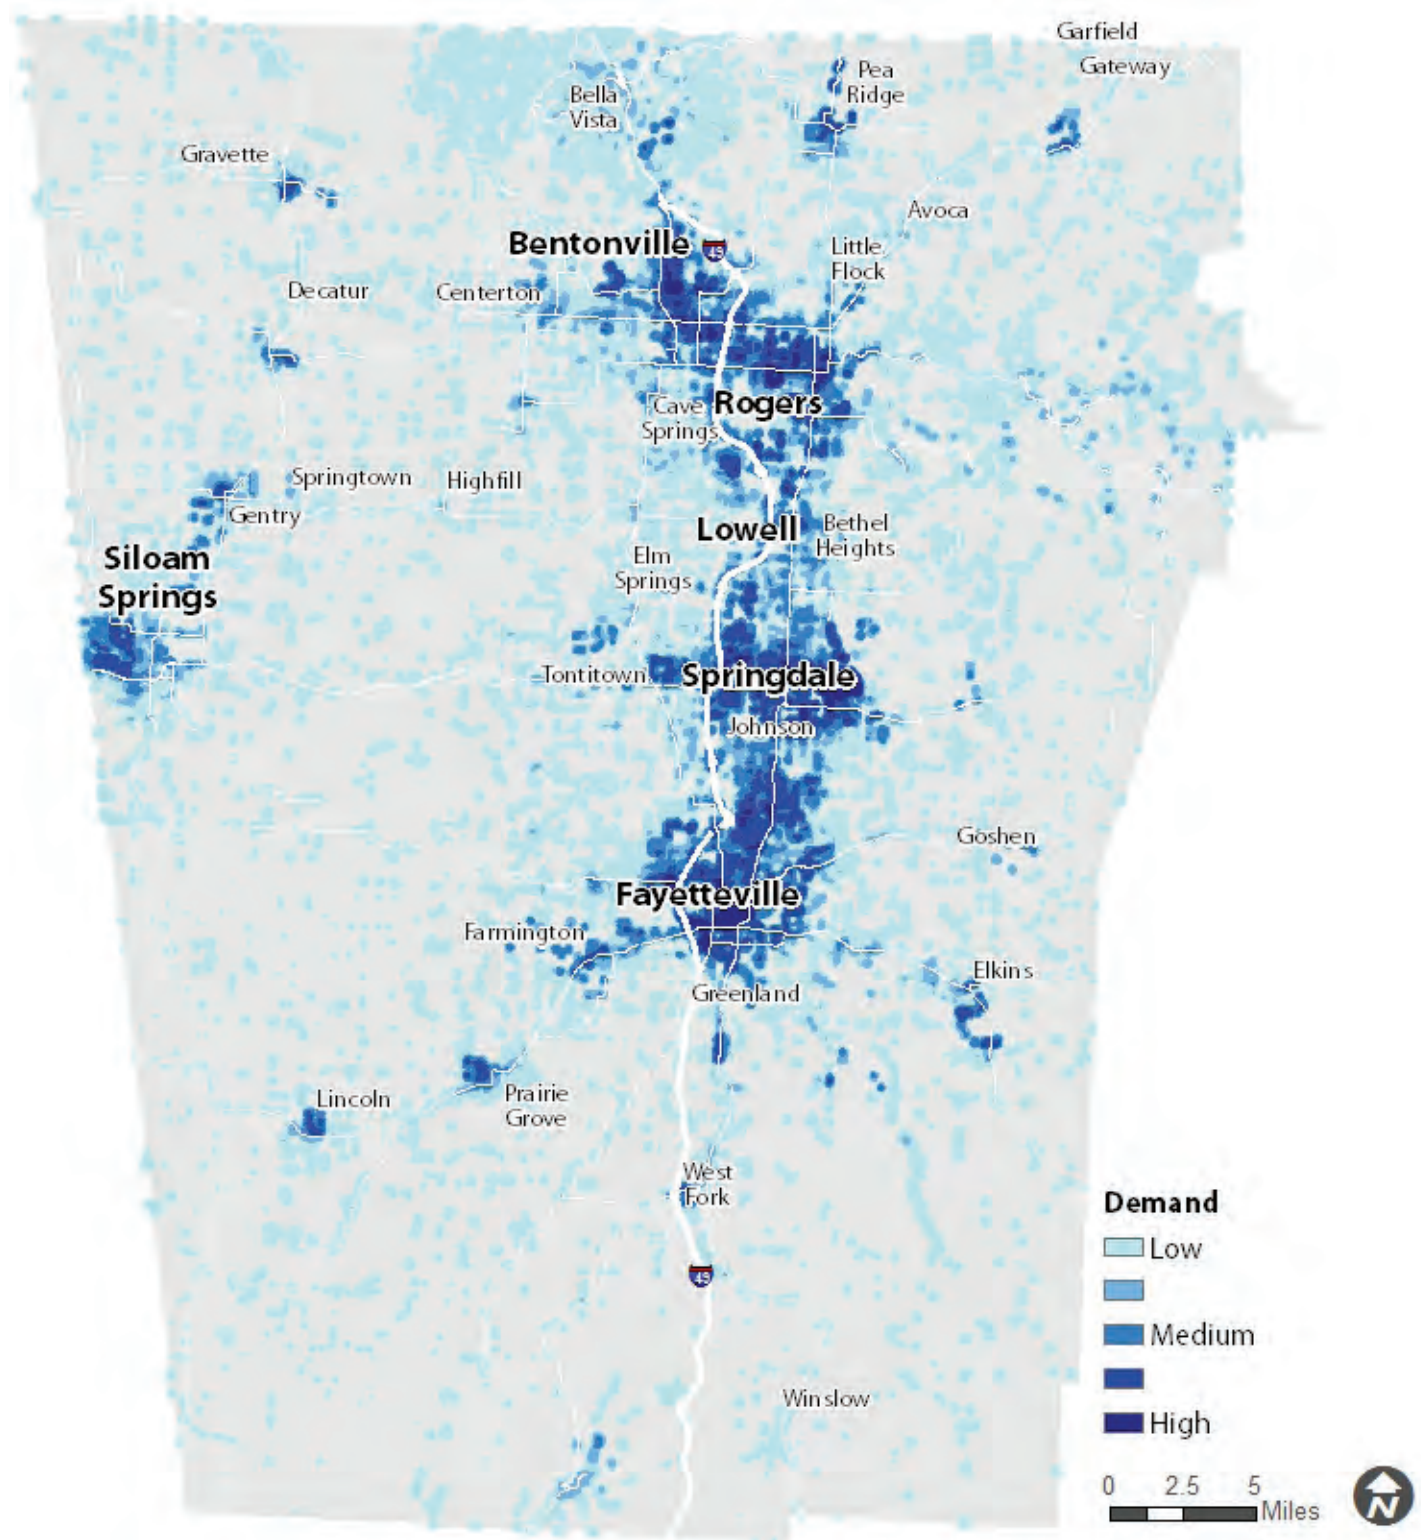 Garfield
Gateway
Pea
Ridge
Bella
Vista
Gravette
Avoca
Bentonville
49
Little
Flock
Decatur
Centerton
Cave
Springs
Rogers
Springtown
Highfill
Gentry
Lowell
Bethel
Heights
Siloam
Springs
Elm
Springs
Tontitown
Springdale
Johnson
Goshen
Fayetteville
Farmington
Elkins
Greenland
Prairie
Grove
Lincoln
West
Fork
49
Winslow
Demand
Low
Medium
High
0 2.5 5
Miles
N